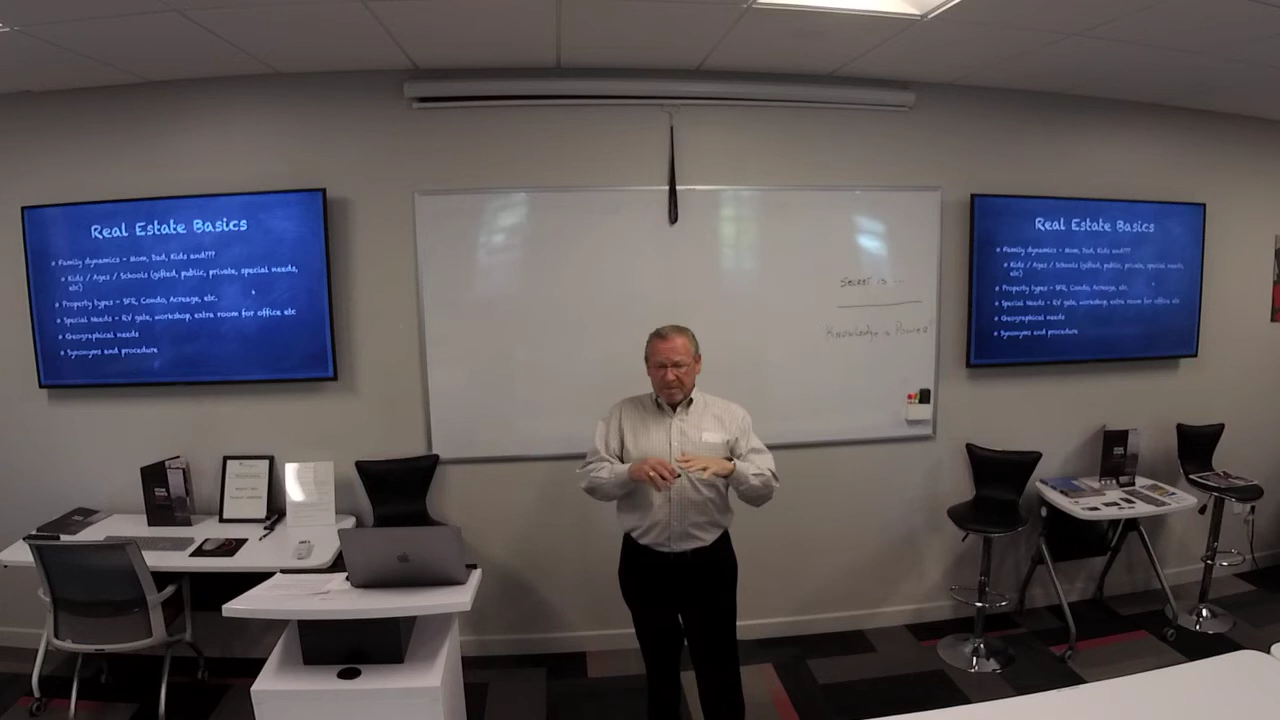 Real Estate Basics
Family dynamics - Mom, Dad, Kids and???
Kids / Ages / Schools (gifted, public, private, special needs,
etc)
Property types - SFR, Condo, Acreage, etc.
Special Needs - RV gate, workshop, extra room for office etc
Geographical needs
Synonyms and procedure
Secret is ...
Knowledge is Power!
Real Estate Basics
Family dynamics - Mom, Dad, Kids and???
Kids / Ages / Schools (gifted, public, private, special needs,
etc)
Property types - SFR, Condo, Acreage, etc.
Special Needs - RV gate, workshop, extra room for office etc
Geographical needs
Synonyms and procedure